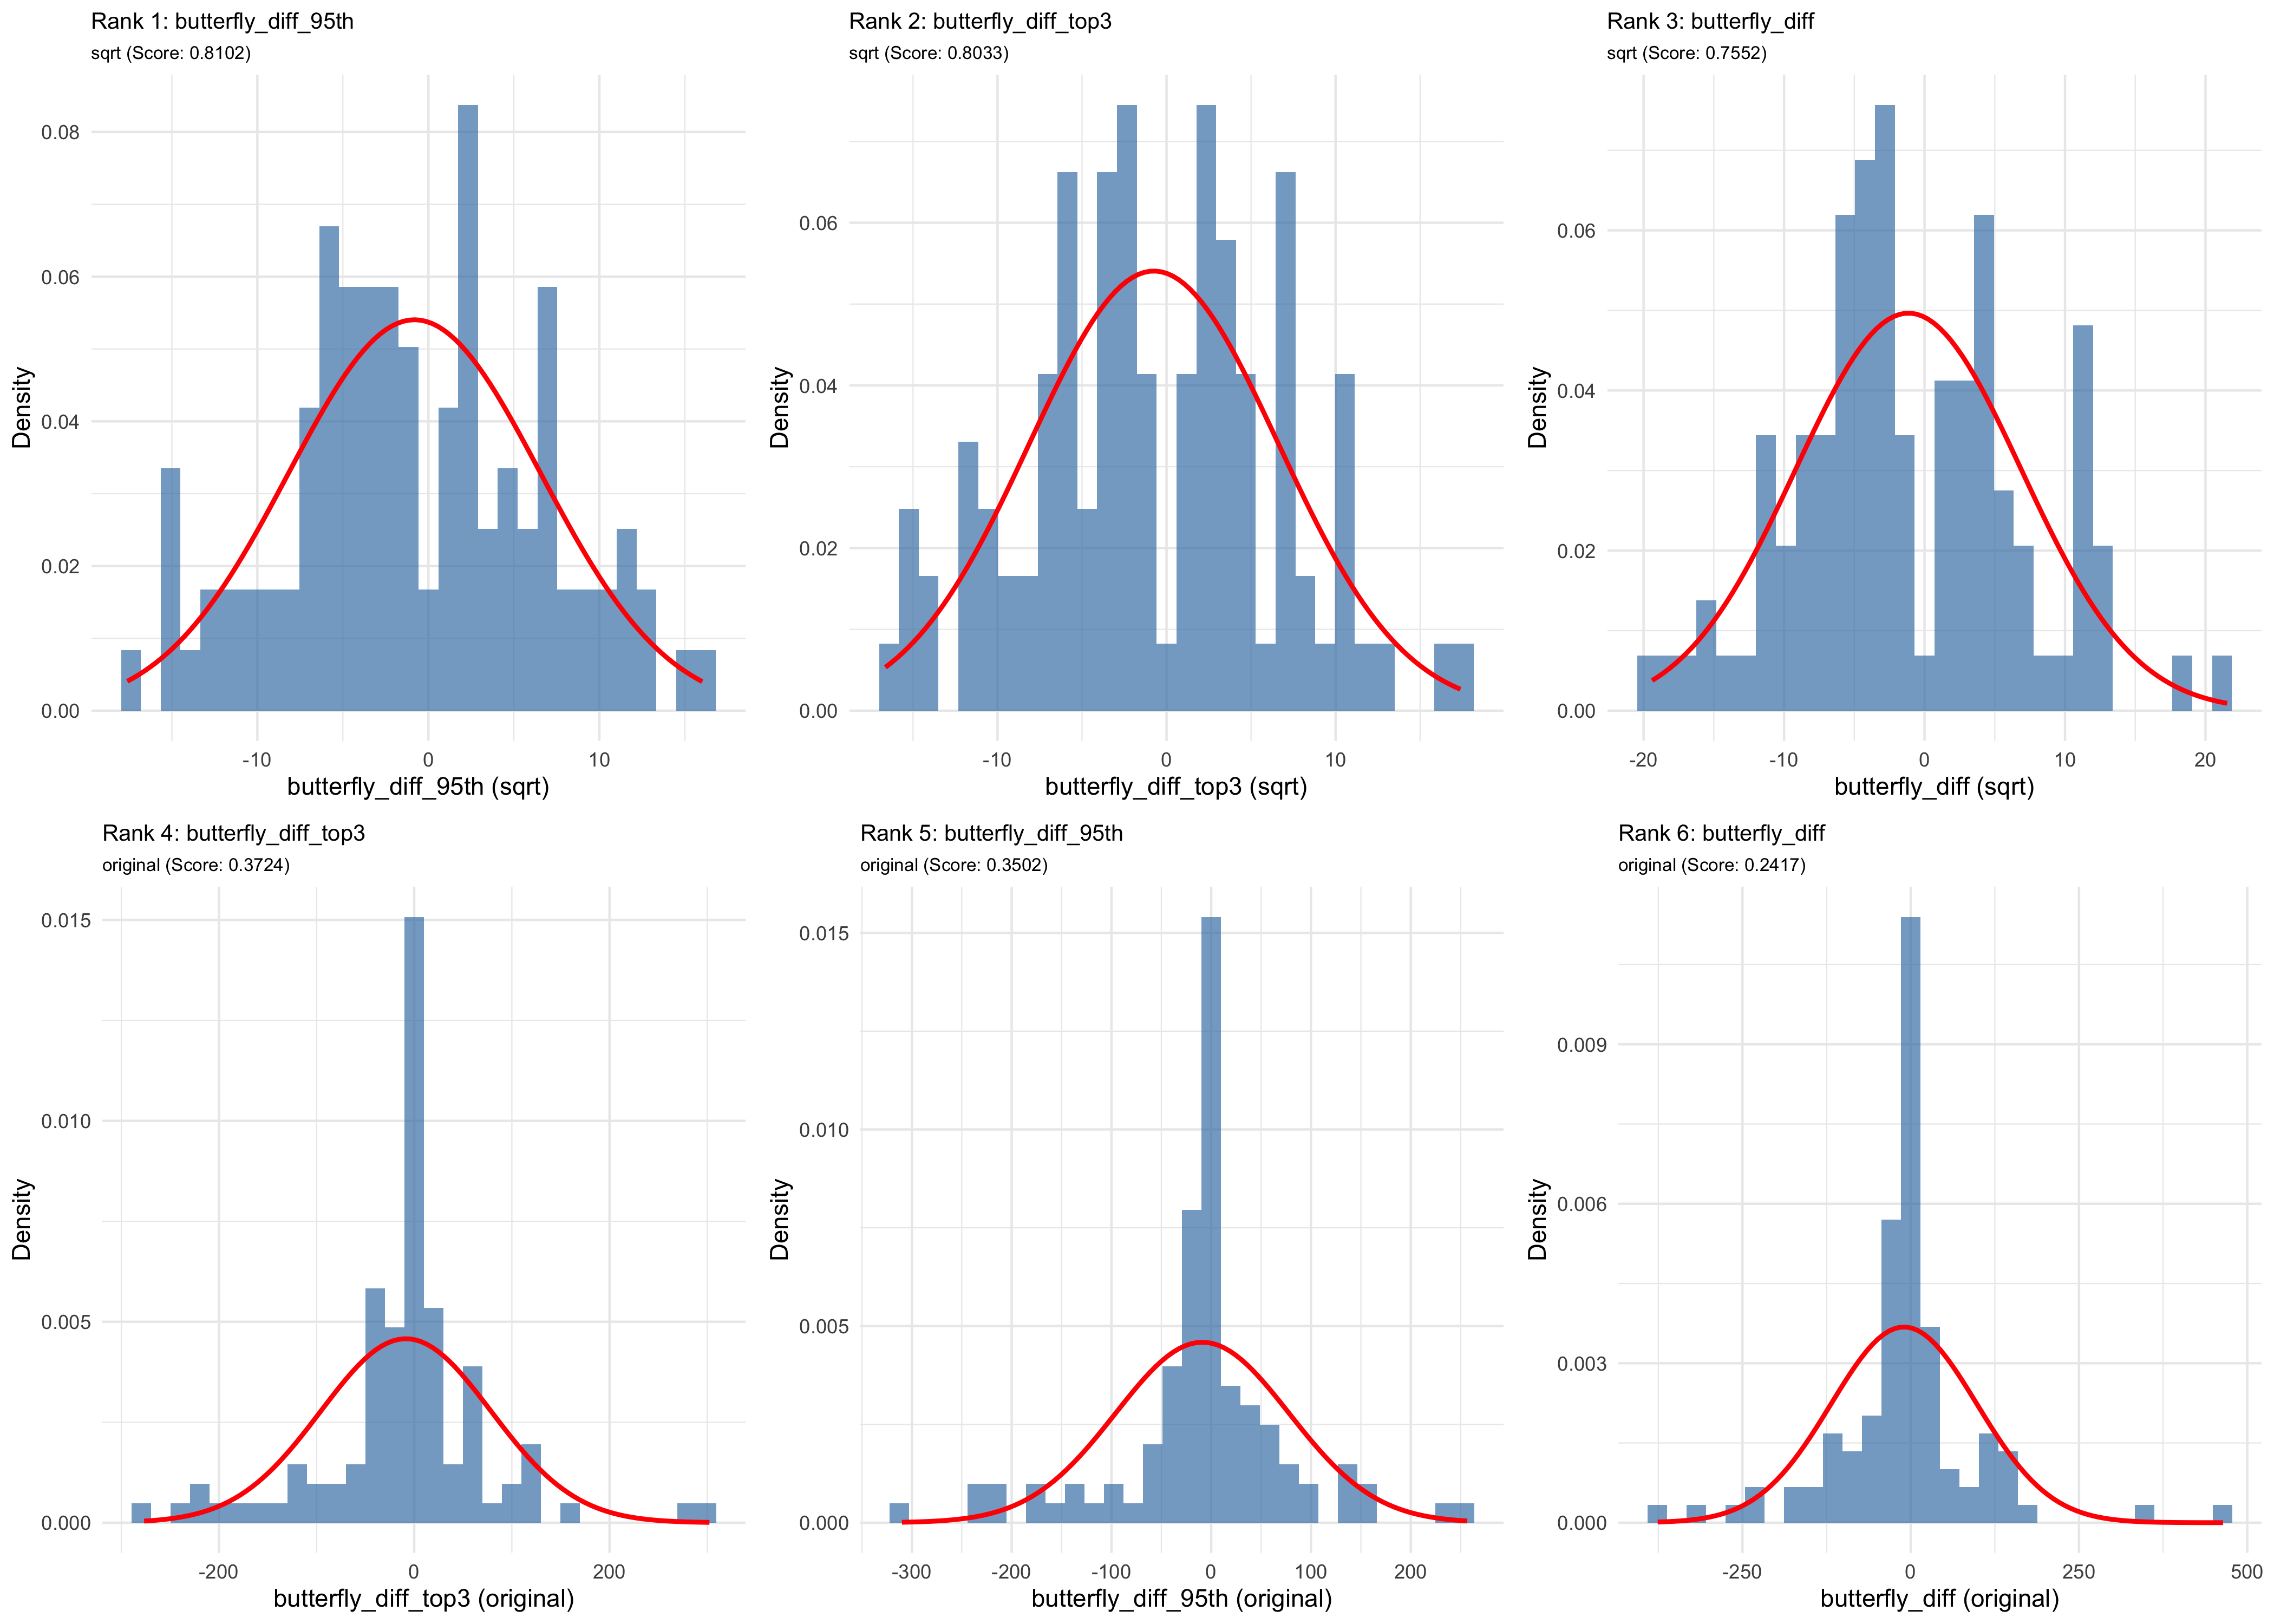 Rank 1: butterfly_diff_95th
sqrt (Score: 0.8102)
Density
0.08
0.06
0.04
0.02
0.00
-10 0 10
butterfly_diff_95th (sqrt)
Rank 2: butterfly_diff_top3
sqrt (Score: 0.8033)
Density
0.06
0.04
0.02
0.00
-10 0 10
butterfly_diff_top3 (sqrt)
Rank 3: butterfly_diff
sqrt (Score: 0.7552)
Density
0.06
0.04
0.02
0.00
-20 -10 0 10 20
butterfly_diff (sqrt)
Rank 4: butterfly_diff_top3
original (Score: 0.3724)
Density
0.015
0.010
0.005
0.000
-200 0 200
butterfly_diff_top3 (original)
Rank 5: butterfly_diff_95th
original (Score: 0.3502)
Density
0.015
0.010
0.005
0.000
-300 -200 -100 0 100 200
butterfly_diff_95th (original)
Rank 6: butterfly_diff
original (Score: 0.2417)
Density
0.009
0.006
0.003
0.000
-250 0 250 500
butterfly_diff (original)